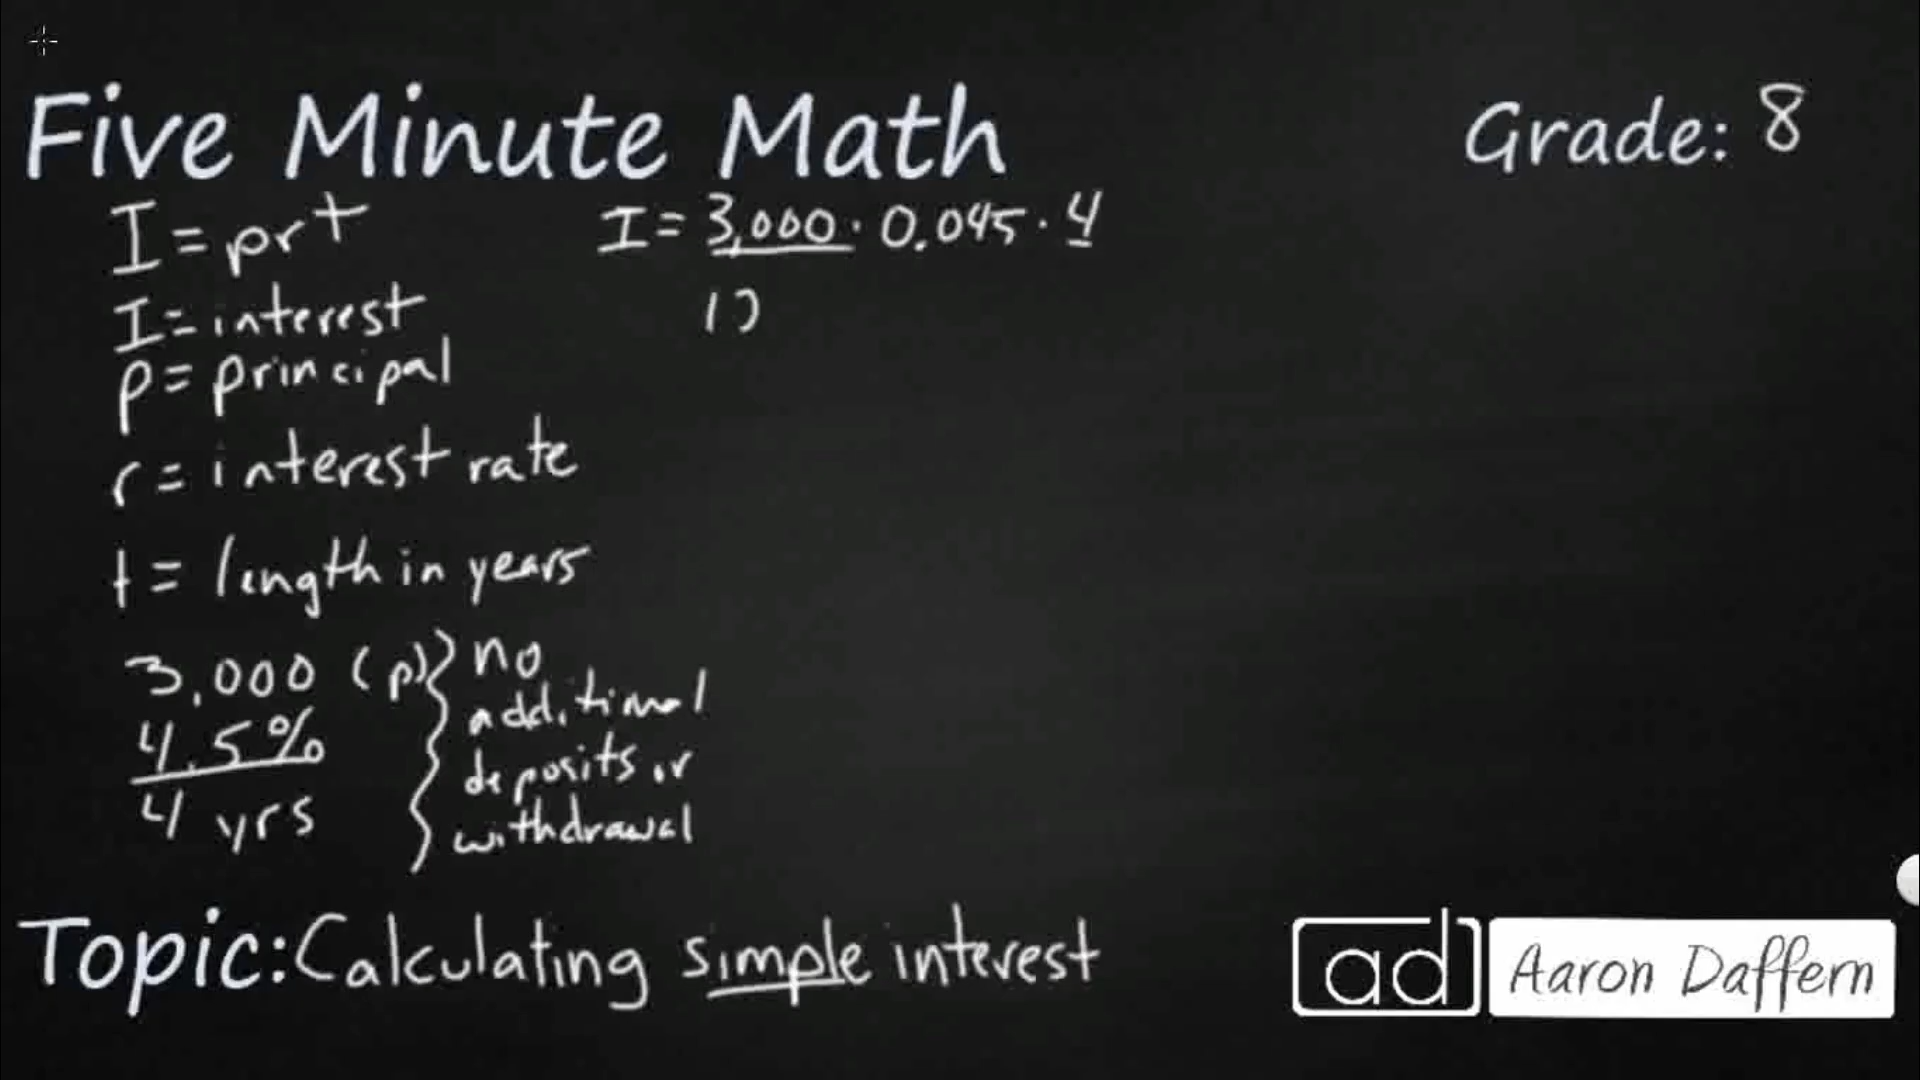 Five Minute Math
Grade: 8
I = prt
I = 3,000 · 0.045 · 4
I = interest
p = principal
r = interest rate
t = length in years
3,000 (p)
4.5%
4 yrs
no
additional
deposits or
withdrawal
Topic: Calculating simple interest
ad Aaron Daffern